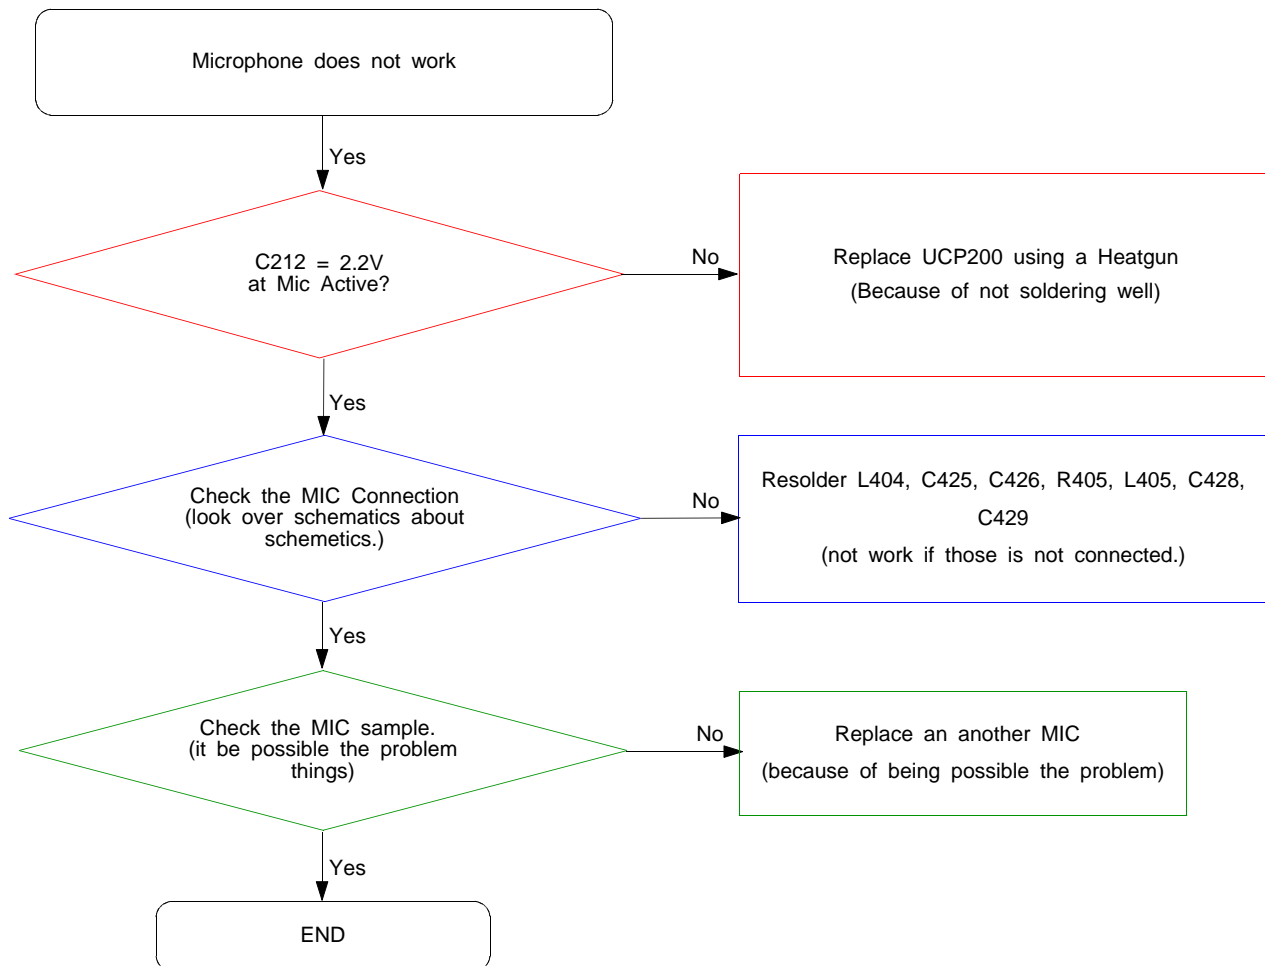 Microphone does not work
Yes
C212 = 2.2V
at Mic Active?
No
Replace UCP200 using a Heatgun
(Because of not soldering well)
Yes
Check the MIC Connection
(look over schematics about
schemetics.)
No
Resolder L404, C425, C426, R405, L405, C428,
C429
(not work if those is not connected.)
Yes
Check the MIC sample.
(it be possible the problem
things)
No
Replace an another MIC
(because of being possible the problem)
Yes
END